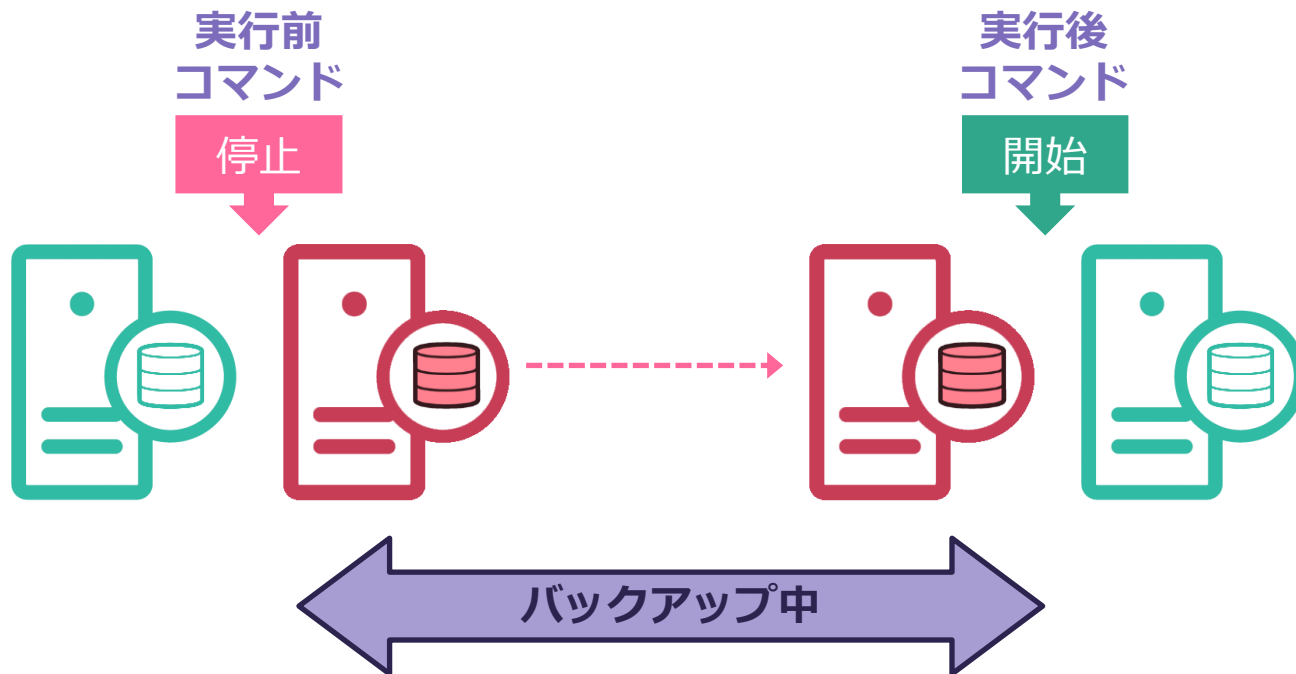 実行前
コマンド
停止
実行後
コマンド
開始
バックアップ中